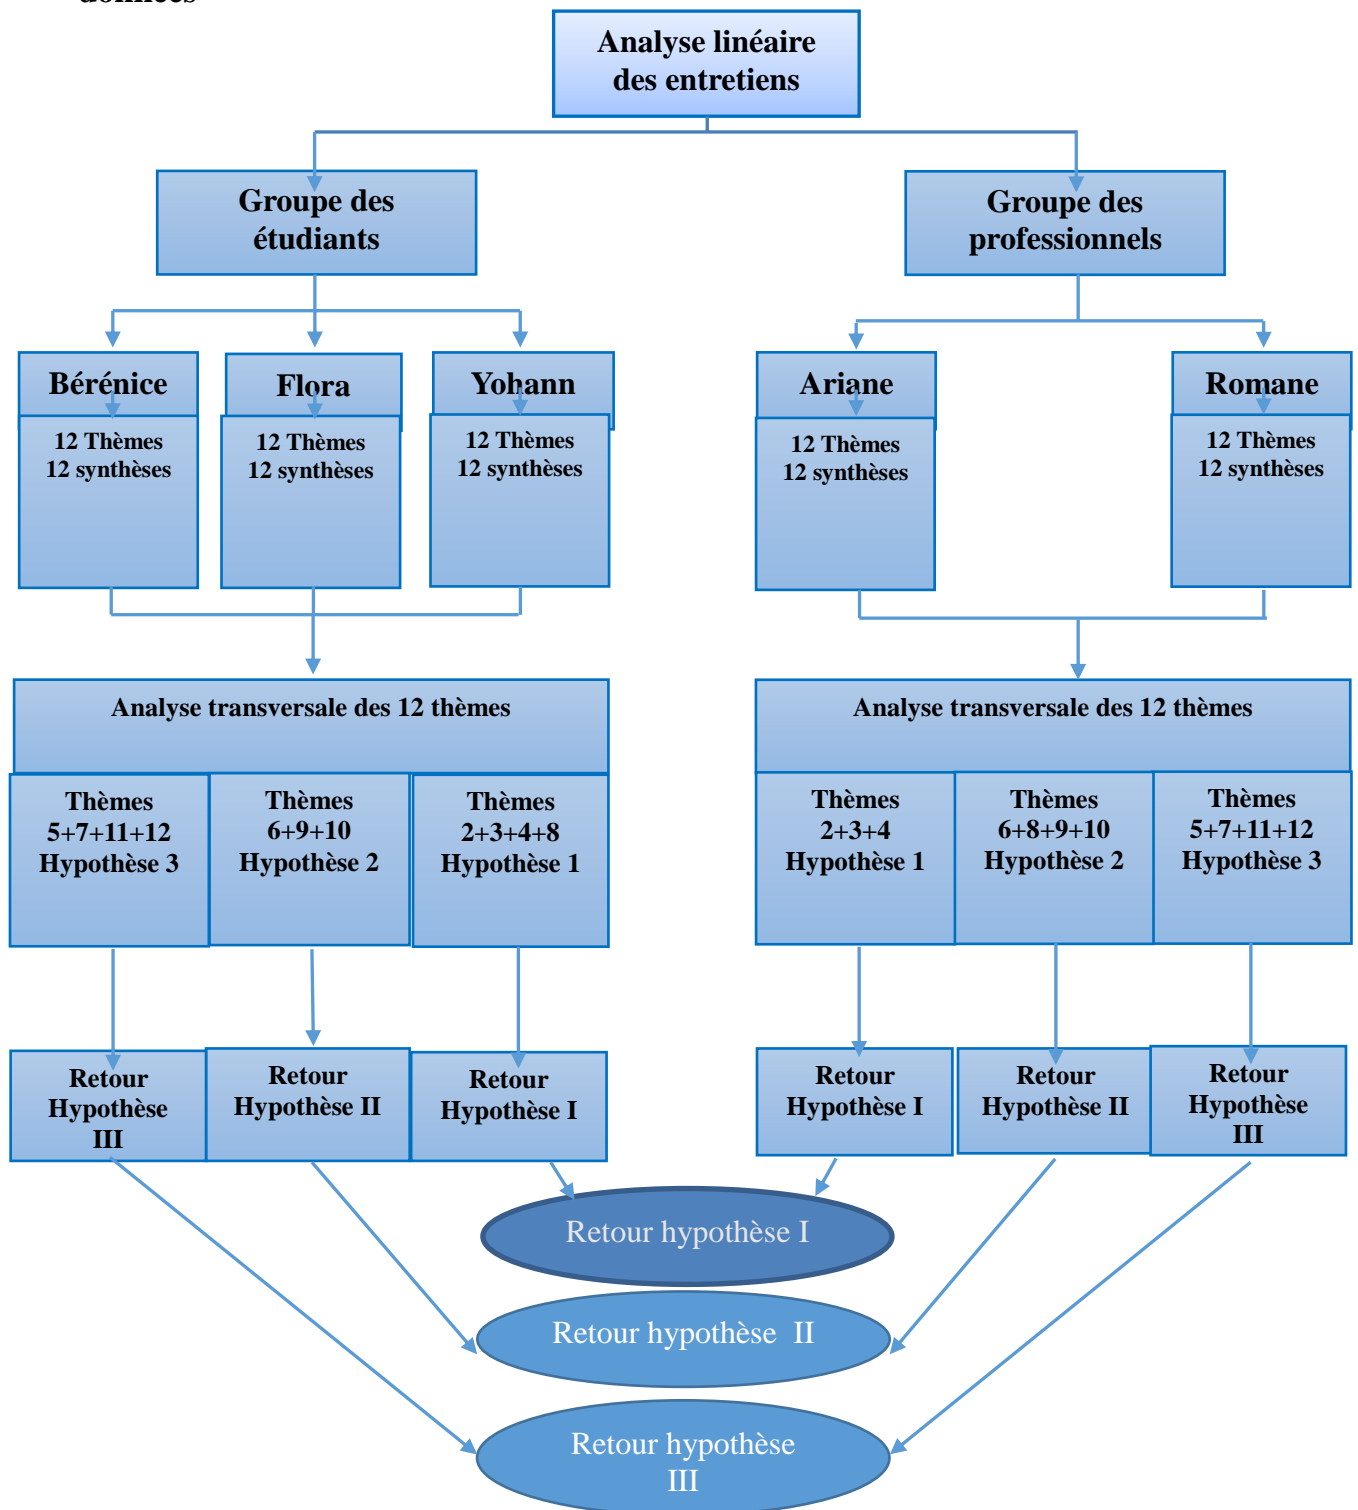 données
Analyse linéaire
des entretiens
Groupe des
étudiants
Groupe des
professionnels
Bérénice
Flora
Yohann
Ariane
Romane
12 Thèmes
12 synthèses
12 Thèmes
12 synthèses
12 Thèmes
12 synthèses
12 Thèmes
12 synthèses
12 Thèmes
12 synthèses
Analyse transversale des 12 thèmes
Analyse transversale des 12 thèmes
Thèmes
5+7+11+12
Hypothèse 3
Thèmes
6+9+10
Hypothèse 2
Thèmes
2+3+4+8
Hypothèse 1
Thèmes
2+3+4
Hypothèse 1
Thèmes
6+8+9+10
Hypothèse 2
Thèmes
5+7+11+12
Hypothèse 3
Retour
Hypothèse
III
Retour
Hypothèse II
Retour
Hypothèse I
Retour
Hypothèse I
Retour
Hypothèse II
Retour
Hypothèse
III
Retour hypothèse I
Retour hypothèse  II
Retour hypothèse
III